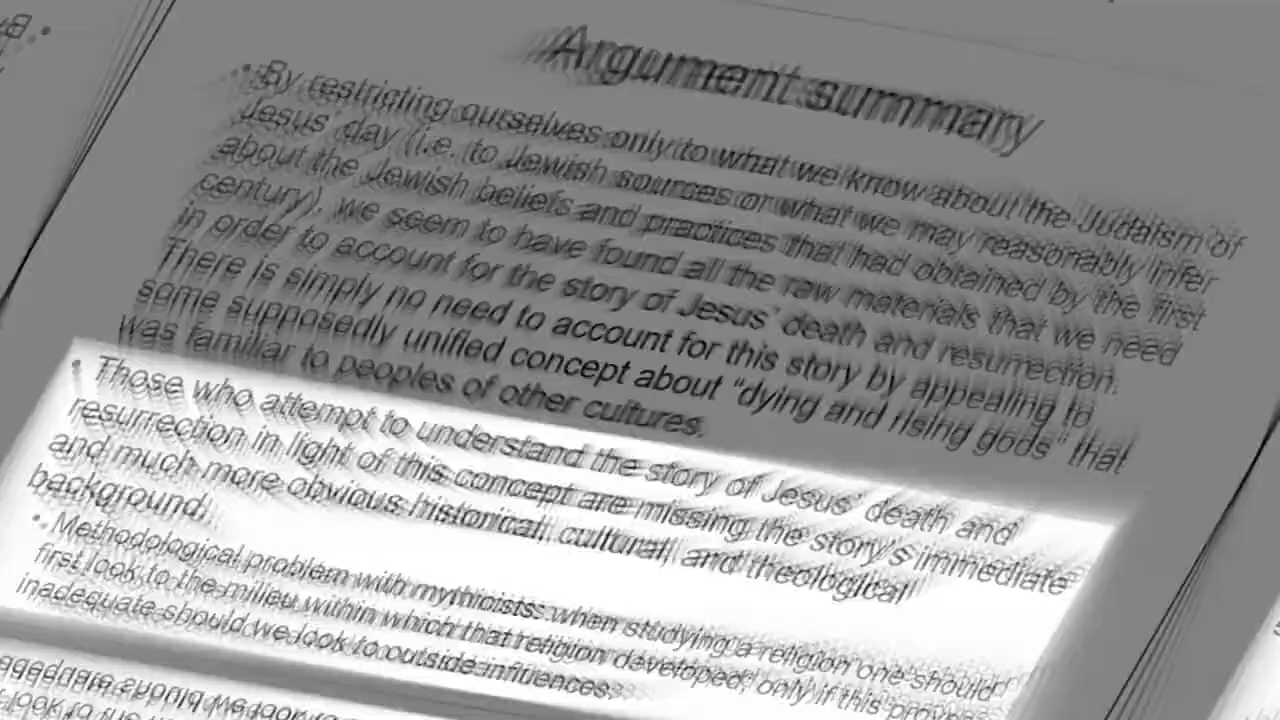 Argument summary
• By restricting ourselves only to what we know about the Judaism of
Jesus' day (i.e. to Jewish sources or what we may reasonably infer
about the Jewish beliefs and practices that had obtained by the first
century), we seem to have found all the raw materials that we need
in order to account for the story of Jesus' death and resurrection.
There is simply no need to account for this story by appealing to
some supposedly unified concept about "dying and rising gods" that
was familiar to peoples of other cultures.
• Those who attempt to understand the story of Jesus' death and
resurrection in light of this concept are missing the story's immediate
and much more obvious historical, cultural, and theological
background.
• Methodological problem with mythicists: when studying a religion one should
first look to the milieu within which that religion developed; only if this proves
inadequate should we look to outside influences.